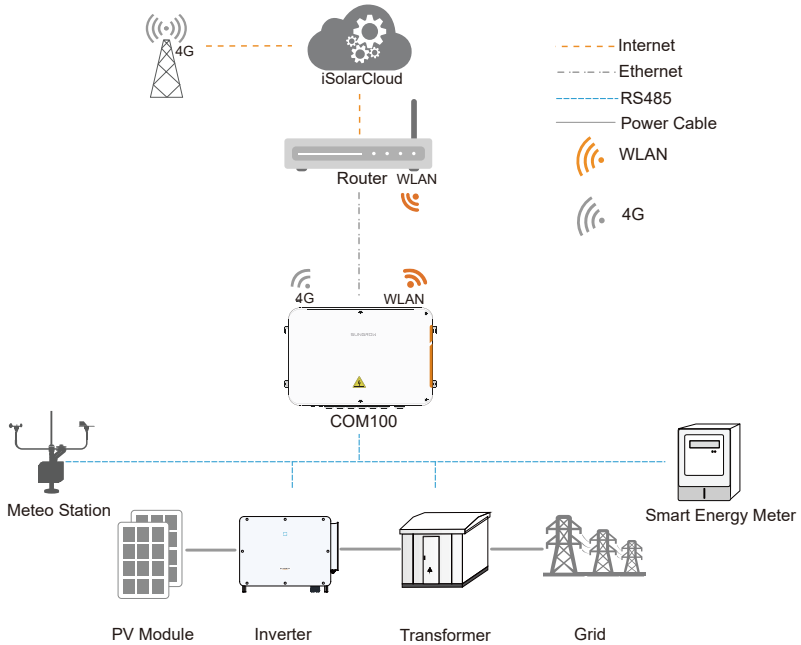 4G
iSolarCloud
Internet
Ethernet
RS485
Power Cable
WLAN
4G
Router
WLAN
4G
WLAN
SUNGROW
COM100
Meteo Station
Smart Energy Meter
PV Module
Inverter
Transformer
Grid